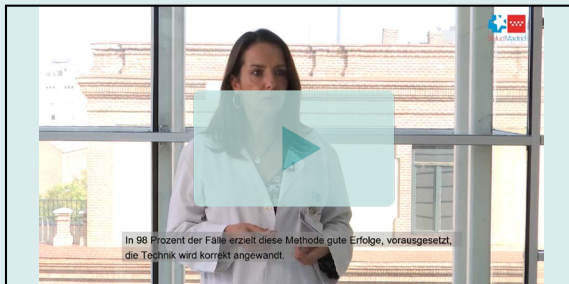 SaludMadrid
In 98 Prozent der Fälle erzielt diese Methode gute Erfolge, vorausgesetzt,
die Technik wird korrekt angewandt.